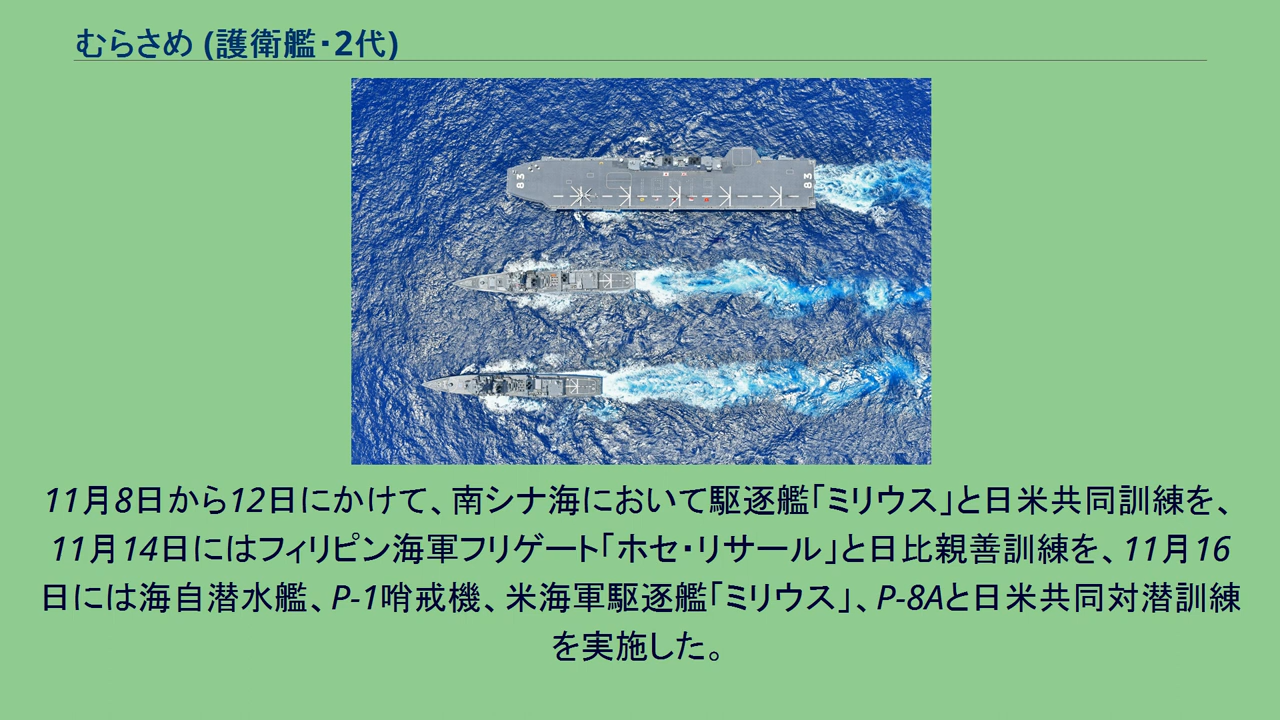 むらさめ (護衛艦・2代)
83
83
11月8日から12日にかけて、南シナ海において駆逐艦「ミリウス」と日米共同訓練を、
11月14日にはフィリピン海軍フリゲート「ホセ・リサール」と日比親善訓練を、11月16
日には海自潜水艦、P-1哨戒機、米海軍駆逐艦「ミリウス」、P-8Aと日米共同対潜訓練
を実施した。